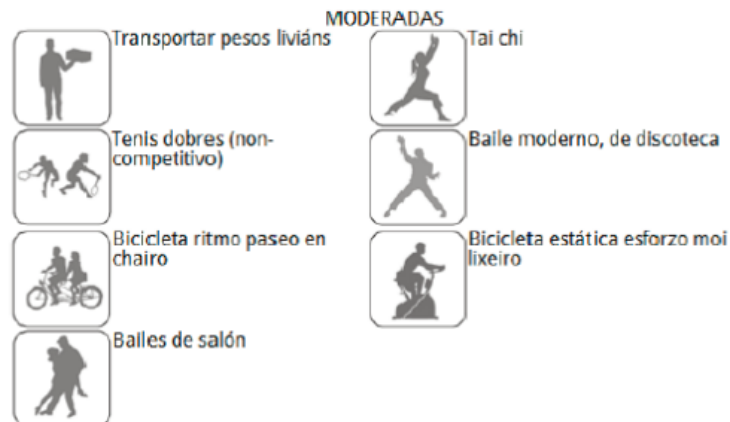 MODERADAS
Transportar pesos liviáns
Tai chi
Tenis dobres (non-
competitivo)
Baile moderno, de discoteca
Bicicleta ritmo paseo en
chairo
Bicicleta estática esforzo moi
lixeiro
Bailes de salón